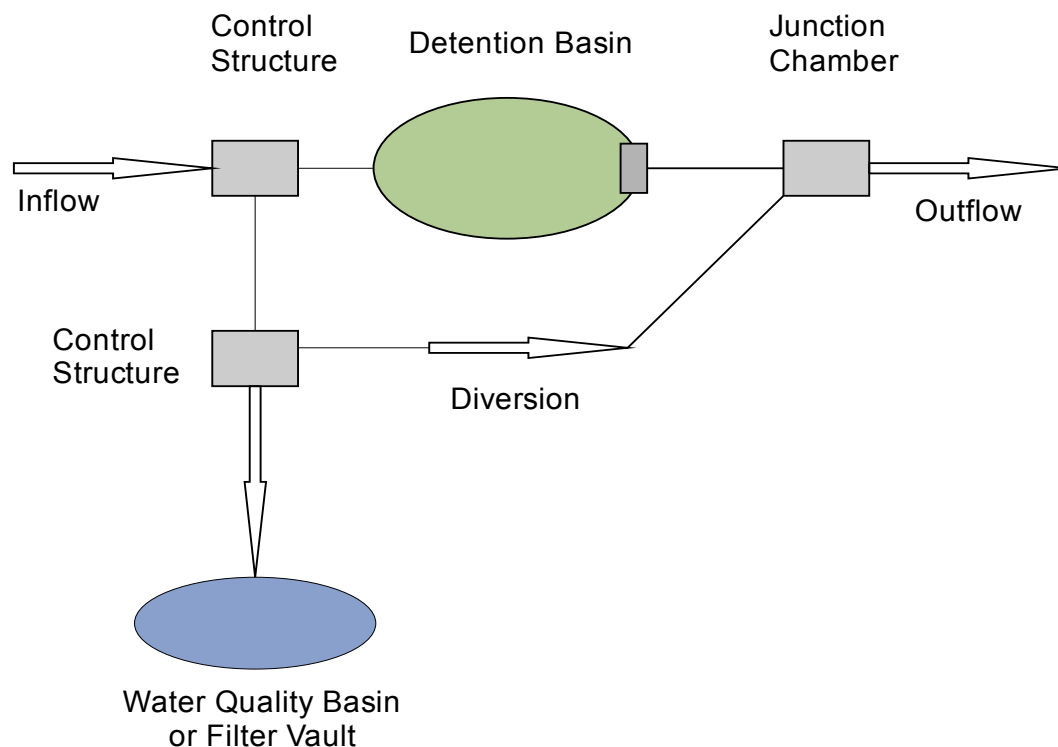 Control
Structure
Detention Basin
Junction
Chamber
Inflow
Outflow
Control
Structure
Diversion
Water Quality Basin
or Filter Vault